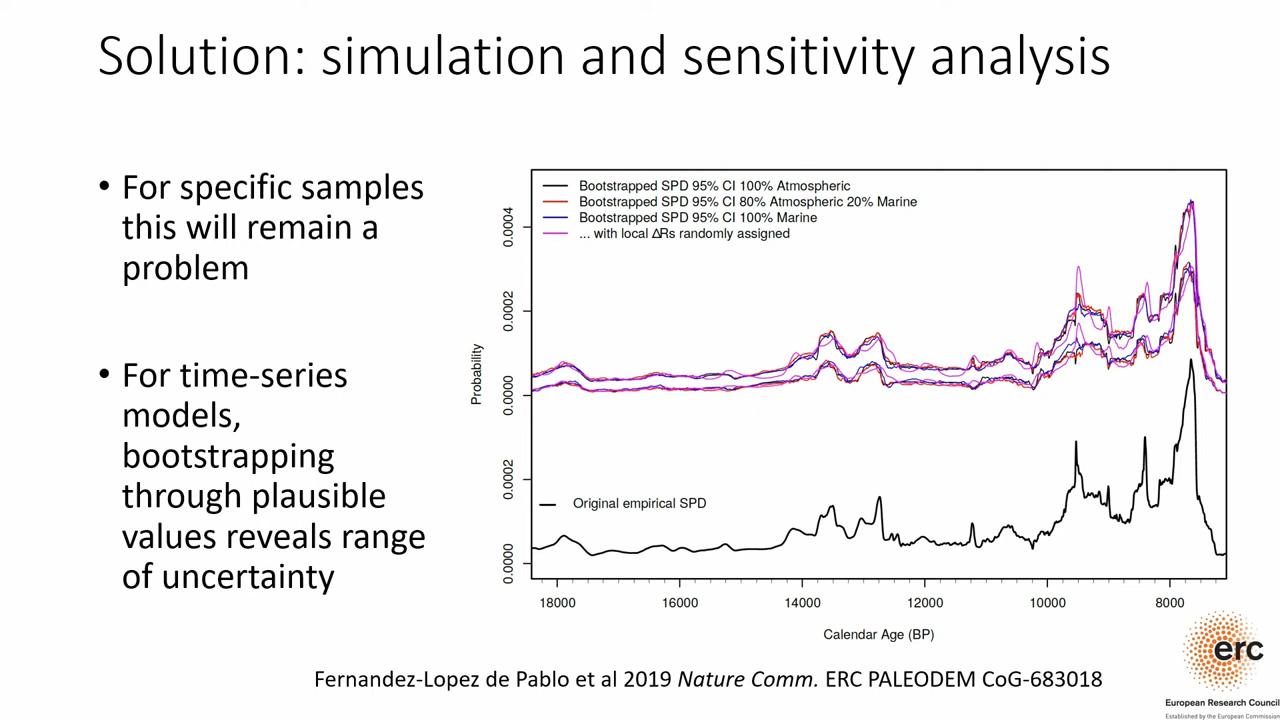 Solution: simulation and sensitivity analysis
• For specific samples
this will remain a
problem
• For time-series
models,
bootstrapping
through plausible
values reveals range
of uncertainty
Bootstrapped SPD 95% CI 100% Atmospheric
Bootstrapped SPD 95% CI 80% Atmospheric 20% Marine
Bootstrapped SPD 95% CI 100% Marine
... with local ΔRs randomly assigned
0.0004
0.0002
0.0000
0.0002
0.0000
Probability
Original empirical SPD
18000 16000 14000 12000 10000 8000
Calendar Age (BP)
Fernandez-Lopez de Pablo et al 2019 Nature Comm. ERC PALEODEM CoG-683018
erc
European Research Council
Established by the European Commission